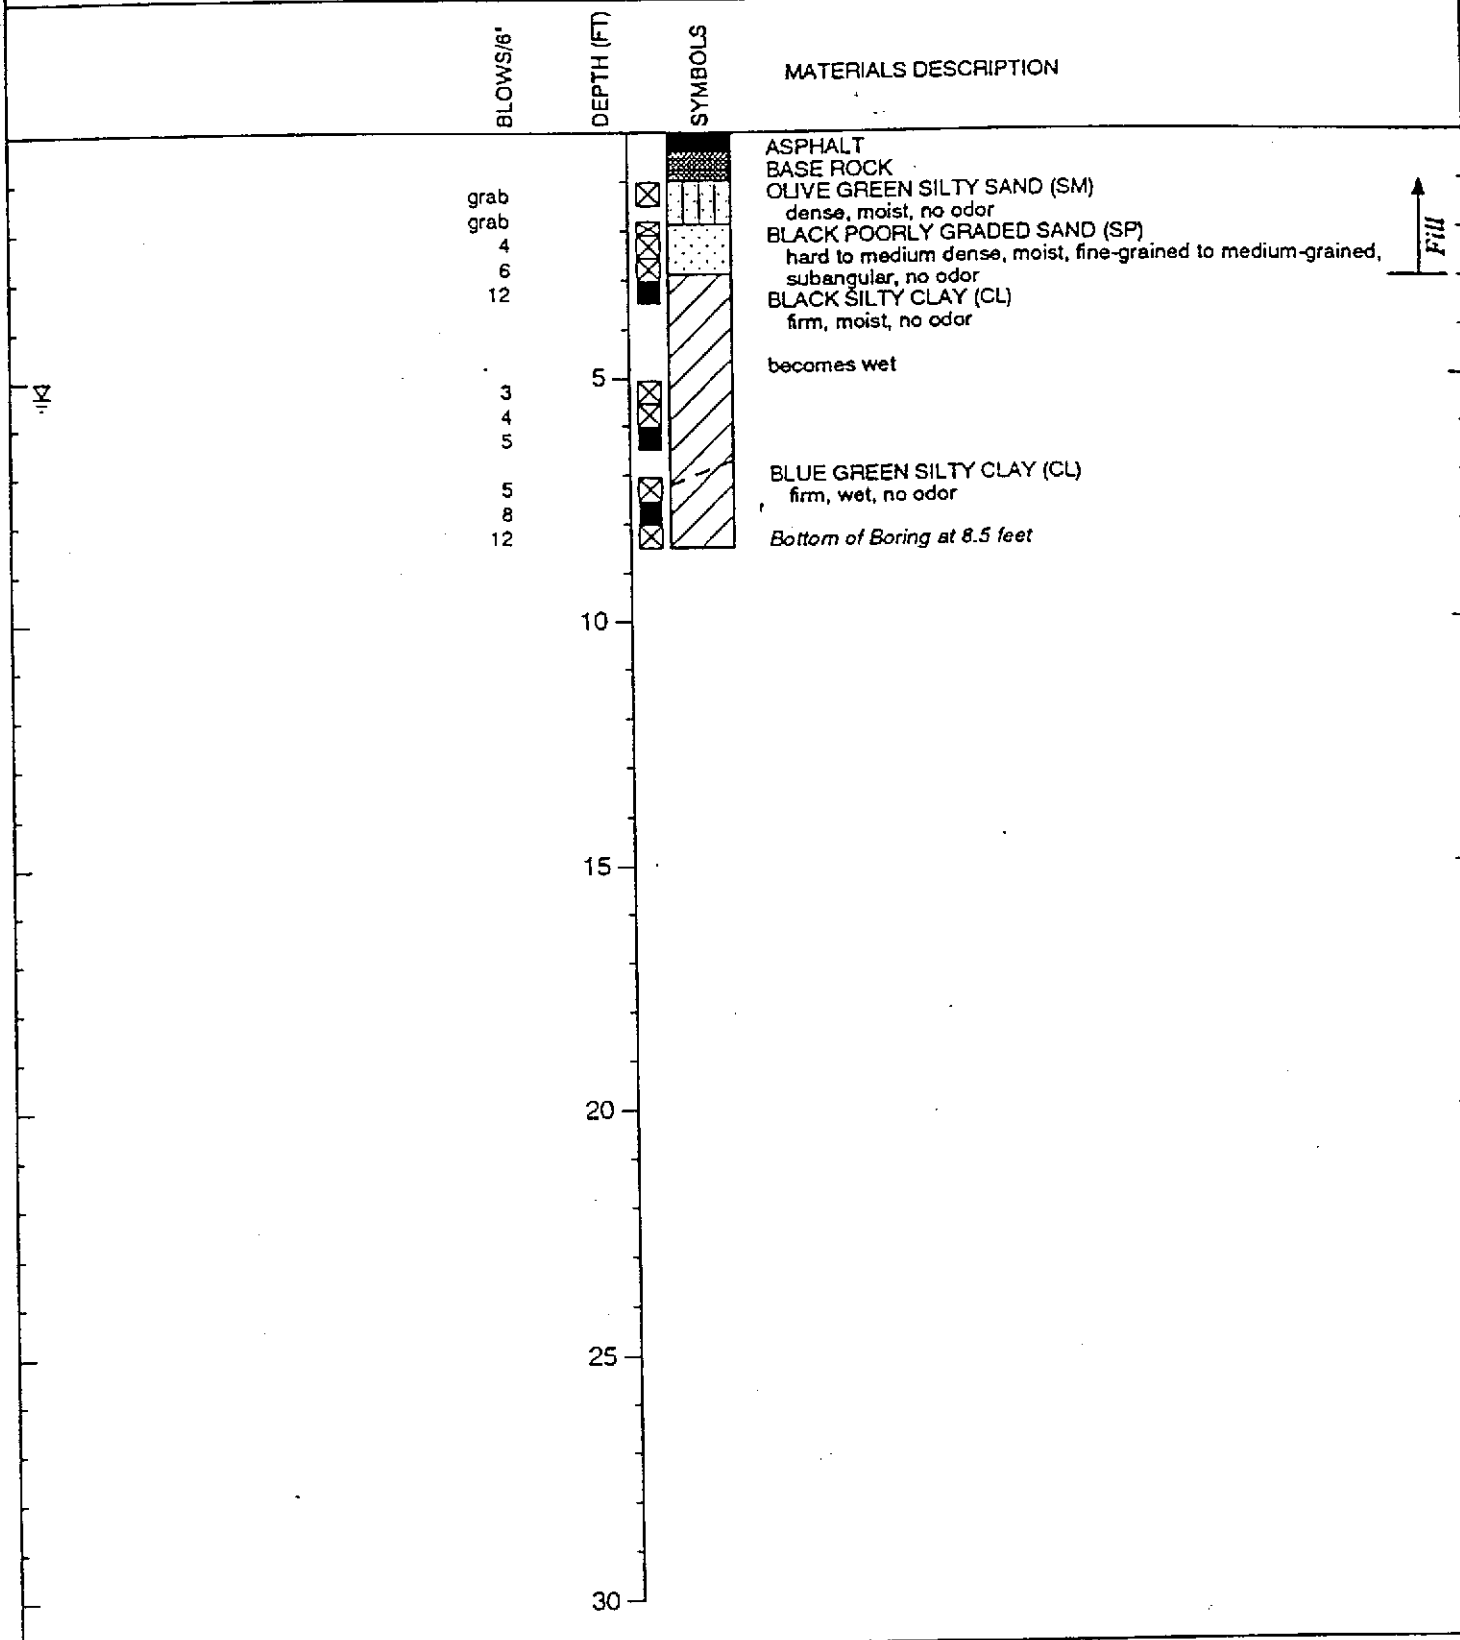 BLOWS/6"
DEPTH (FT)
SYMBOLS
MATERIALS DESCRIPTION
ASPHALT
BASE ROCK
grab
OLIVE GREEN SILTY SAND (SM)
dense, moist, no odor
grab
BLACK POORLY GRADED SAND (SP)
4
hard to medium dense, moist, fine-grained to medium-grained,
Fill
6
subangular, no odor
12
BLACK SILTY CLAY (CL)
firm, moist, no odor
becomes wet
5
3
4
5
BLUE GREEN SILTY CLAY (CL)
5
firm, wet, no odor
8
12
Bottom of Boring at 8.5 feet
10
15
20
25
30